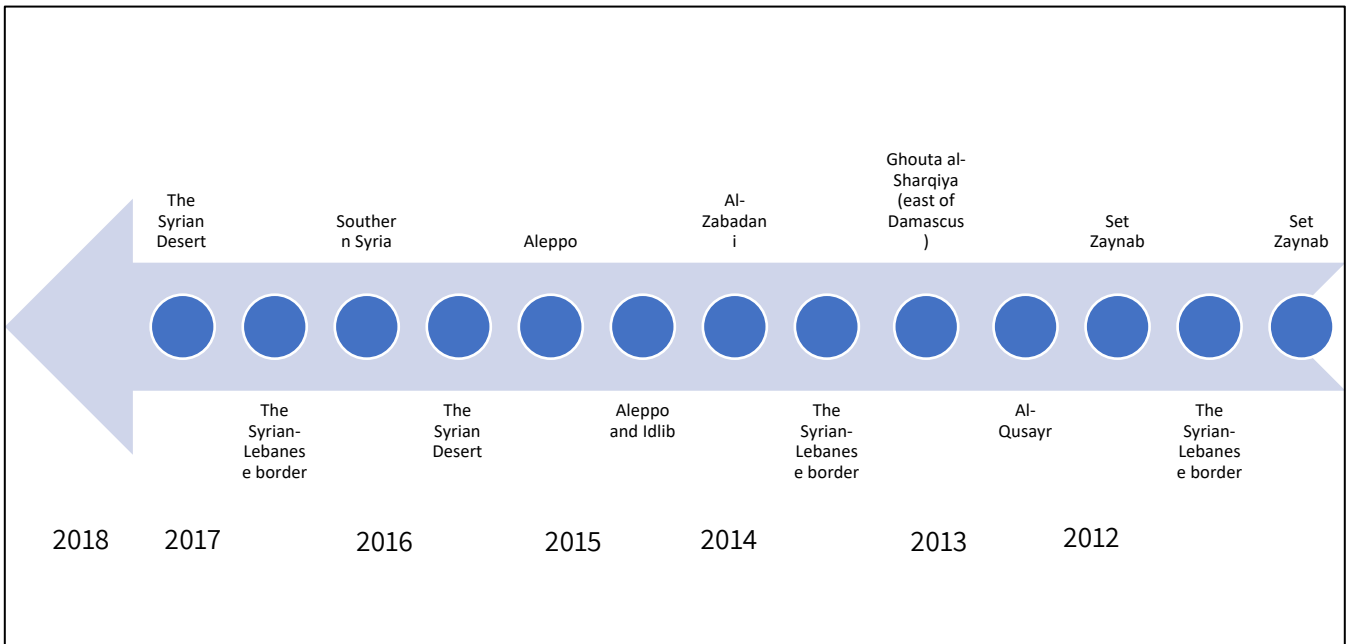 The
Syrian
Desert
Souther
n Syria
Aleppo
Al-
Zabadan
i
Ghouta al-
Sharqiya
(east of
Damascus
)
Set
Zaynab
Set
Zaynab
The
Syrian-
Lebanes
e border
The
Syrian
Desert
Aleppo
and Idlib
The
Syrian-
Lebanes
e border
Al-
Qusayr
The
Syrian-
Lebanes
e border
2018
2017
2016
2015
2014
2013
2012